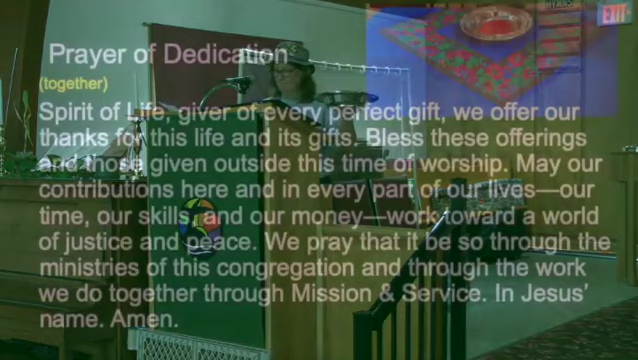 HYMNS
EXIT
Prayer of Dedication
(together)
Spirit of Life, giver of every perfect gift, we offer our
thanks for this life and its gifts. Bless these offerings
and those given outside this time of worship. May our
contributions here and in every part of our lives—our
time, our skills and our money—work toward a world
of justice and peace. We pray that it be so through the
ministries of this congregation and through the work
we do together through Mission & Service. In Jesus’
name. Amen.